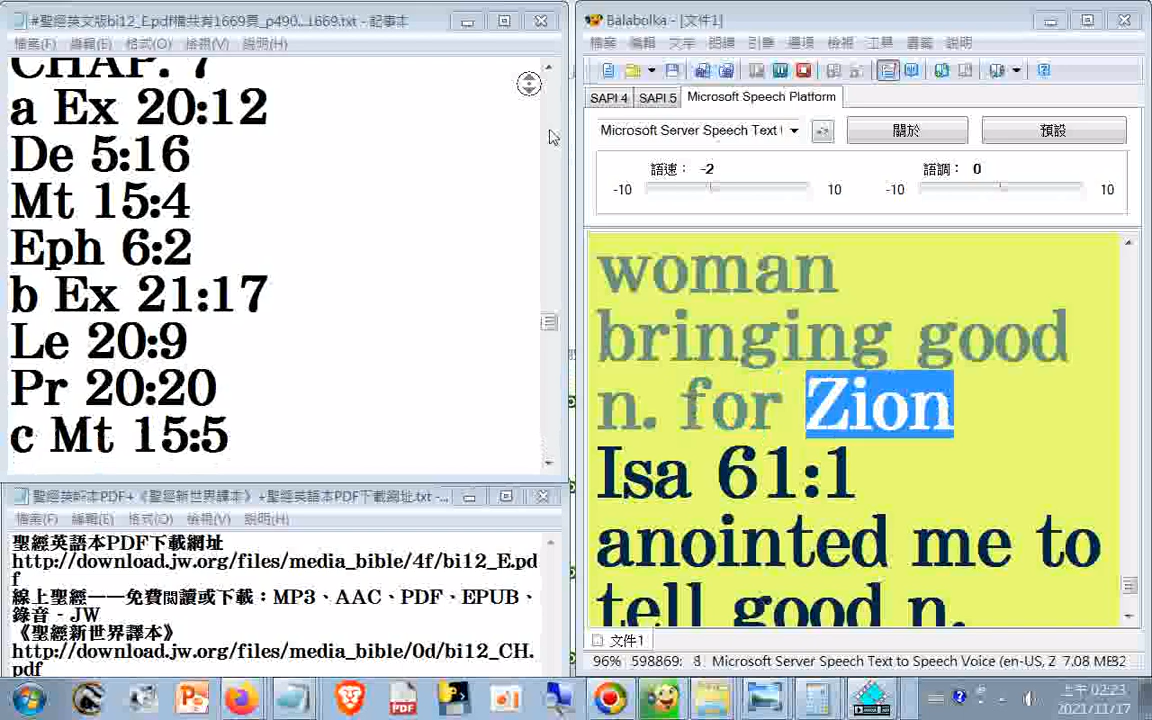 #聖經英文版bi12_E.pdf檔共有1669頁_p490...1669.txt - 記事本
檔案(F) 編輯(E) 格式(O) 檢視(V) 說明(H)
CHAP. 7
a Ex 20:12
De 5:16
Mt 15:4
Eph 6:2
b Ex 21:17
Le 20:9
Pr 20:20
c Mt 15:5
聖經英語本PDF+《聖經新世界譯本》+聖經英語本PDF下載網址.txt - ...
檔案(F) 編輯(E) 格式(O) 檢視(V) 說明(H)
聖經英語本PDF下載網址
http://download.jw.org/files/media_bible/4f/bi12_E.pd
f
線上聖經——免費閱讀或下載：MP3、AAC、PDF、EPUB、
錄音 - JW
《聖經新世界譯本》
http://download.jw.org/files/media_bible/0d/bi12_CH.
pdf
Balabolka - [文件1]
檔案 編輯 文字 朗讀 引擎 選項 檢視 工具 書籤 說明
SAPI 4 SAPI 5 Microsoft Speech Platform
Microsoft Server Speech Text 關於 預設
語速： -2 語調： 0
-10 10 -10 10
woman
bringing good
n. for Zion
Isa 61:1
anointed me to
tell good n.
文件1
96% 598869: 8 Microsoft Server Speech Text to Speech Voice (en-US, Z 7.08 MB
上午 02:23
2021/11/17